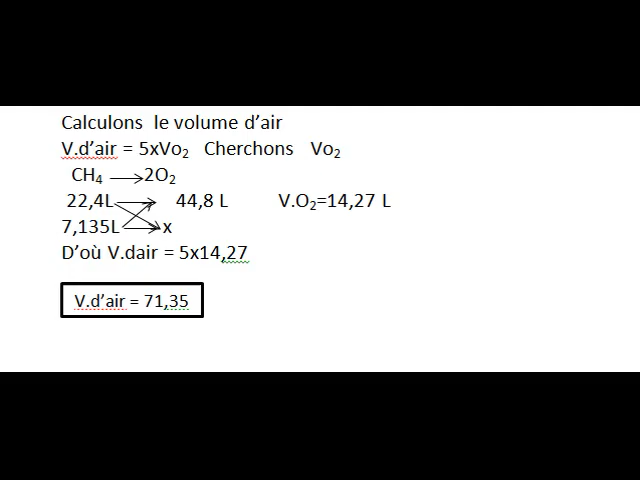 Calculons le volume d’air
V.d’air = 5xVo₂ Cherchons Vo₂
CH₄ → 2O₂
22,4L → 44,8 L V.O₂=14,27 L
7,135L → x
D’où V.dair = 5x14,27
V.d’air = 71,35